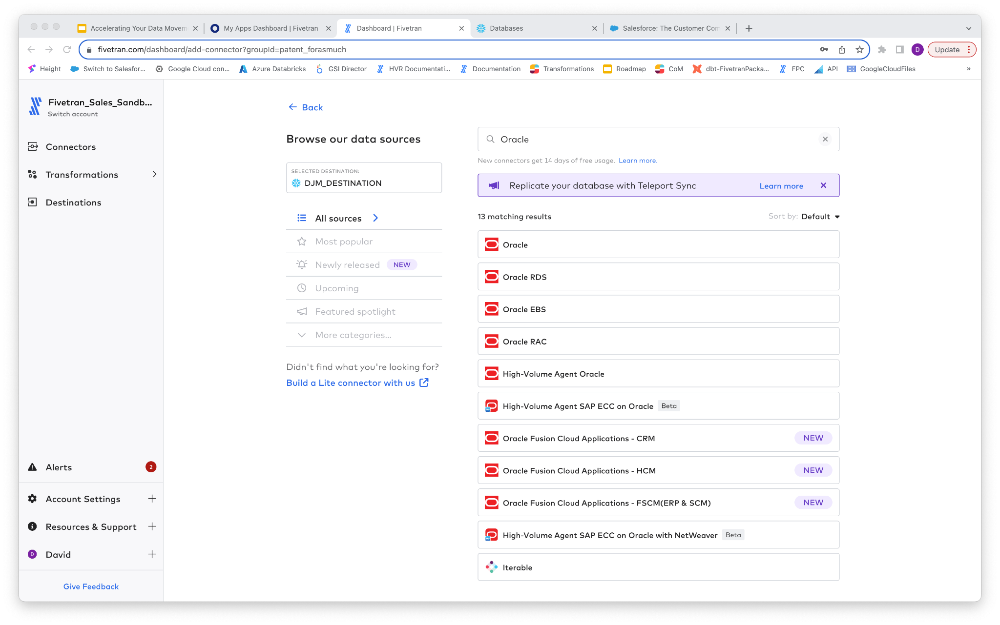 Accelerating Your Data Movem
My Apps Dashboard | Fivetran
Dashboard | Fivetran
Databases
Salesforce: The Customer Com
fivetran.com/dashboard/add-connector?groupId=patent_forasmuch
D
Update
Height
Switch to Salesfor...
Google Cloud con...
Azure Databricks
GSI Director
HVR Documentati...
Documentation
Transformations
Roadmap
CoM
dbt-FivetranPacka...
FPC
API
GoogleCloudFiles
»
Fivetran_Sales_Sandb...
Switch account
Connectors
Transformations
Destinations
Alerts
2
Account Settings
Resources & Support
D
David
Give Feedback
Back
Browse our data sources
SELECTED DESTINATION:
DJM_DESTINATION
All sources
Most popular
Newly released NEW
Upcoming
Featured spotlight
More categories...
Didn't find what you're looking for?
Build a Lite connector with us
Oracle
New connectors get 14 days of free usage. Learn more.
Replicate your database with Teleport Sync Learn more
13 matching results
Sort by: Default
Oracle
Oracle RDS
Oracle EBS
Oracle RAC
High-Volume Agent Oracle
High-Volume Agent SAP ECC on Oracle Beta
Oracle Fusion Cloud Applications - CRM NEW
Oracle Fusion Cloud Applications - HCM NEW
Oracle Fusion Cloud Applications - FSCM(ERP & SCM) NEW
High-Volume Agent SAP ECC on Oracle with NetWeaver Beta
Iterable